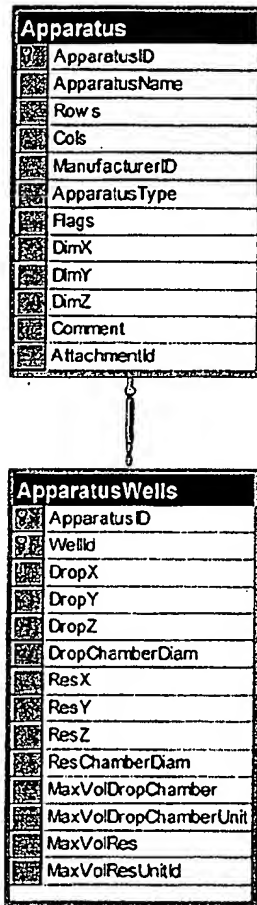 Apparatus
ApparatusID
ApparatusName
Rows
Cols
ManufacturerID
ApparatusType
Flags
DimX
DimY
DimZ
Comment
AttachmentId
ApparatusWells
ApparatusID
WellId
DropX
DropY
DropZ
DropChamberDiam
ResX
ResY
ResZ
ResChamberDiam
MaxVolDropChamber
MaxVolDropChamberUnit
MaxVolRes
MaxVolResUnitId